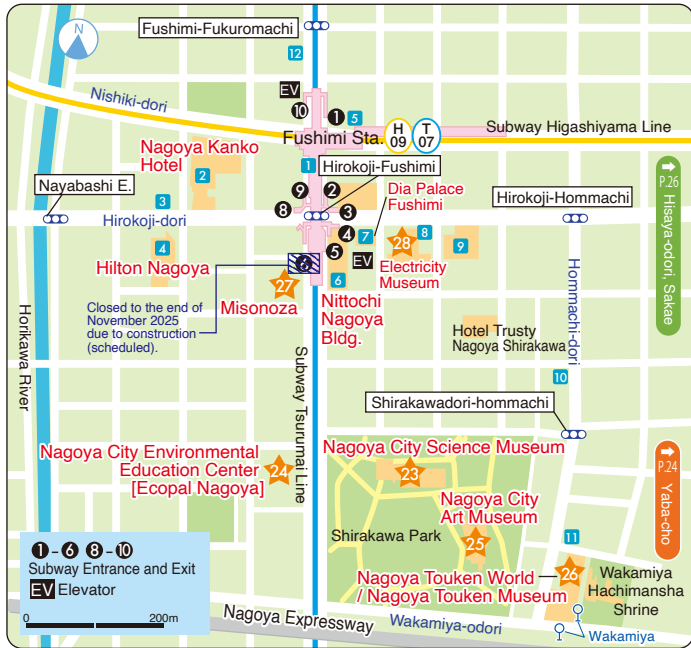 N
Fushimi-Fukuromachi
12
EV
10
1
5
Nishiki-dori
Fushimi Sta.
H
09
T
07
Subway Higashiyama Line
Nagoya Kanko
Hotel
2
1
Hirokoji-Fushimi
Nayabashi E.
3
9
2
Dia Palace
Fushimi
Hirokoji-Hommachi
8
3
Hirokoji-dori
P.26
Hisaya-odori, Sakae
4
4
7
28
8
9
5
EV
Electricity
Museum
Hilton Nagoya
6
27
6
Misonoza
Nittochi
Nagoya
Bldg.
Closed to the end of
November 2025
due to construction
(scheduled).
Hommachi-dori
Horikawa River
Hotel Trusty
Nagoya Shirakawa
Subway Tsurumai Line
10
Shirakawadori-hommachi
Nagoya City Environmental
Education Center
[Ecopal Nagoya]
24
Nagoya City Science Museum
23
P.24
Yaba-cho
Nagoya City
Art Museum
Shirakawa Park
25
11
1 - 6 8 - 10
Subway Entrance and Exit
EV Elevator
0 200m
Nagoya Touken World
/ Nagoya Touken Museum
26
Wakamiya
Hachimansha
Shrine
Nagoya Expressway
Wakamiya-odori
Wakamiya